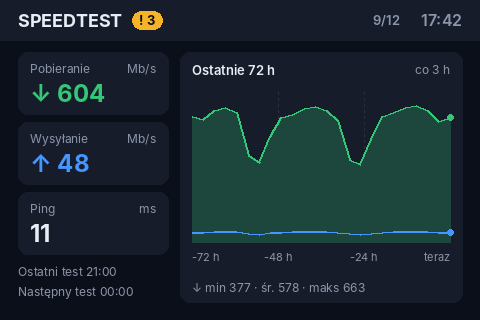 SPEEDTEST ! 3 9/12 17:42
Pobieranie Mb/s
↓ 604
Wysyłanie Mb/s
↑ 48
Ping ms
11
Ostatni test 21:00
Następny test 00:00
Ostatnie 72 h co 3 h
-72 h -48 h -24 h teraz
↓ min 377 · śr. 578 · maks 663